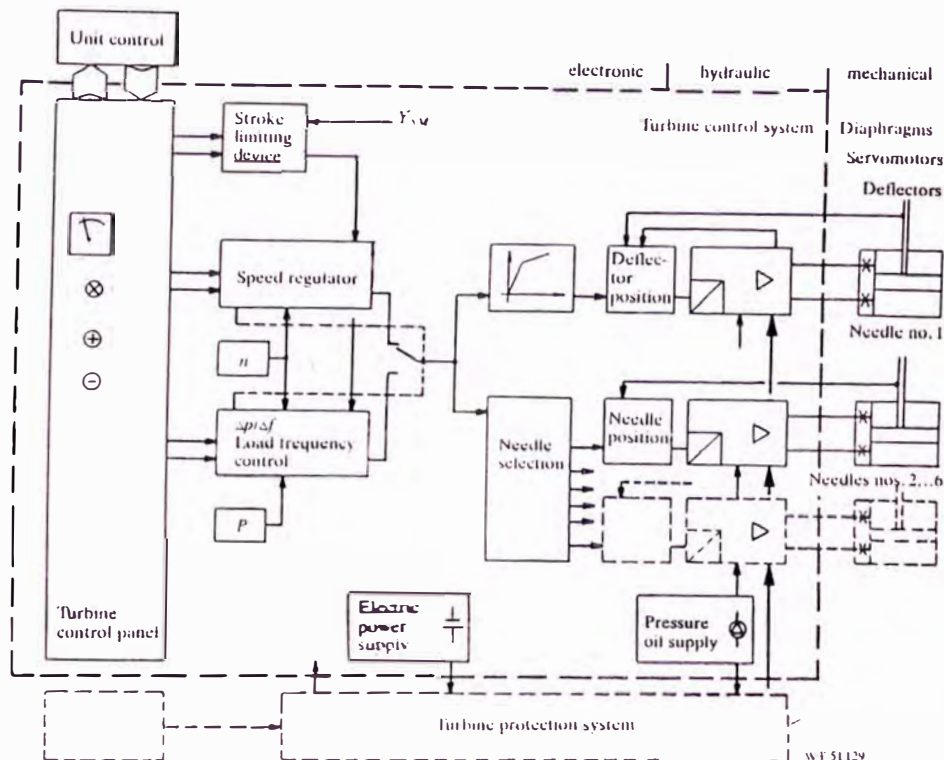 Unit control
electronic
hydraulic
mechanical
Stroke
limiting
device
Turbine control system
Diaphragms
Servomotors
Deflectors
Speed regulator
Deflec-
tor
position
Needle no. 1
n
Δp/Δf
Load frequency
control
Needle
selection
Needle
position
Needles nos. 2...6
P
Turbine
control panel
Electric
power
supply
Pressure
oil supply
Turbine protection system